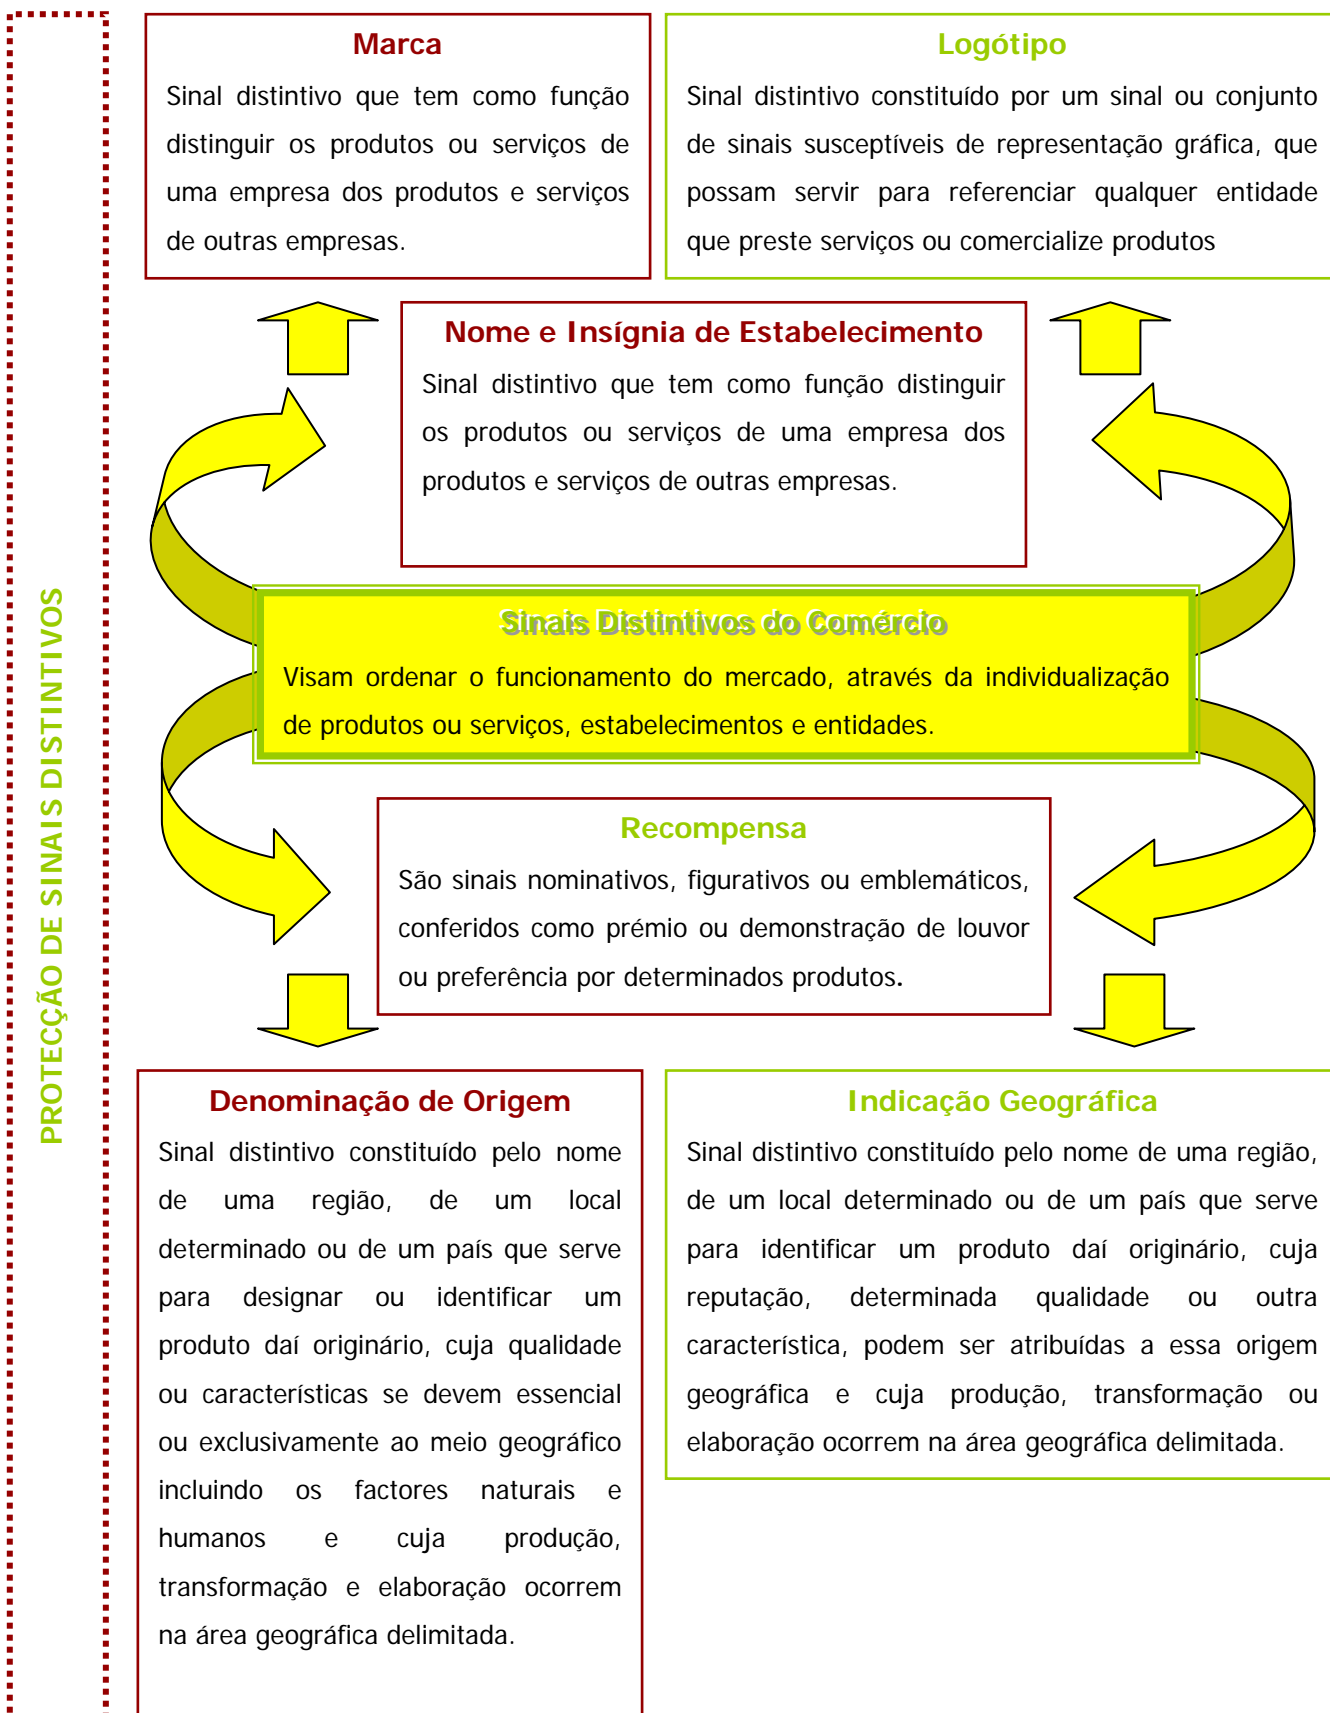 PROTECÇÃO DE SINAIS DISTINTIVOS
Marca
Sinal distintivo que tem como função
distinguir os produtos ou serviços de
uma empresa dos produtos e serviços
de outras empresas.
Logótipo
Sinal distintivo constituído por um sinal ou conjunto
de sinais susceptíveis de representação gráfica, que
possam servir para referenciar qualquer entidade
que preste serviços ou comercialize produtos
Nome e Insígnia de Estabelecimento
Sinal distintivo que tem como função distinguir
os produtos ou serviços de uma empresa dos
produtos e serviços de outras empresas.
Sinais Distintivos do Comércio
Visam ordenar o funcionamento do mercado, através da individualização
de produtos ou serviços, estabelecimentos e entidades.
Recompensa
São sinais nominativos, figurativos ou emblemáticos,
conferidos como prémio ou demonstração de louvor
ou preferência por determinados produtos.
Denominação de Origem
Sinal distintivo constituído pelo nome
de uma região, de um local
determinado ou de um país que serve
para designar ou identificar um
produto daí originário, cuja qualidade
ou características se devem essencial
ou exclusivamente ao meio geográfico
incluindo os factores naturais e
humanos e cuja produção,
transformação e elaboração ocorrem
na área geográfica delimitada.
Indicação Geográfica
Sinal distintivo constituído pelo nome de uma região,
de um local determinado ou de um país que serve
para identificar um produto daí originário, cuja
reputação, determinada qualidade ou outra
característica, podem ser atribuídas a essa origem
geográfica e cuja produção, transformação ou
elaboração ocorrem na área geográfica delimitada.